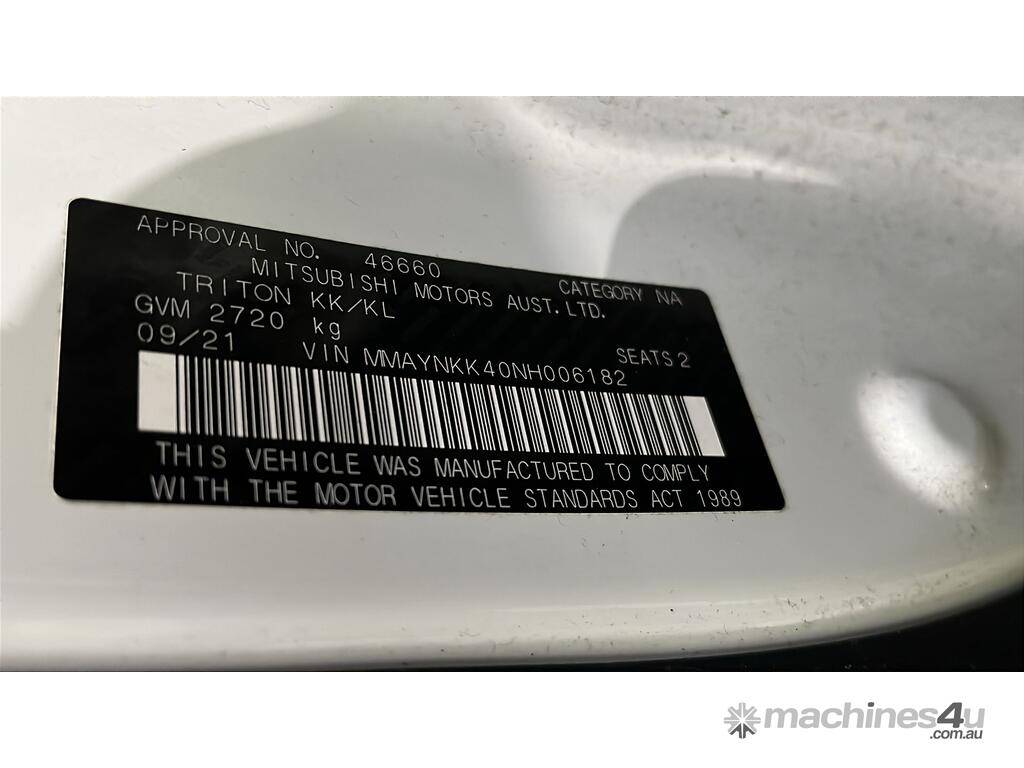 APPROVAL NO. 46660 CATEGORY NA
MITSUBISHI MOTORS AUST. LTD.
TRITON KK/KL
GVM 2720 kg SEATS 2
09/21 VIN MMAYNKK40NH006182
THIS VEHICLE WAS MANUFACTURED TO COMPLY
WITH THE MOTOR VEHICLE STANDARDS ACT 1989
machines4u
.com.au